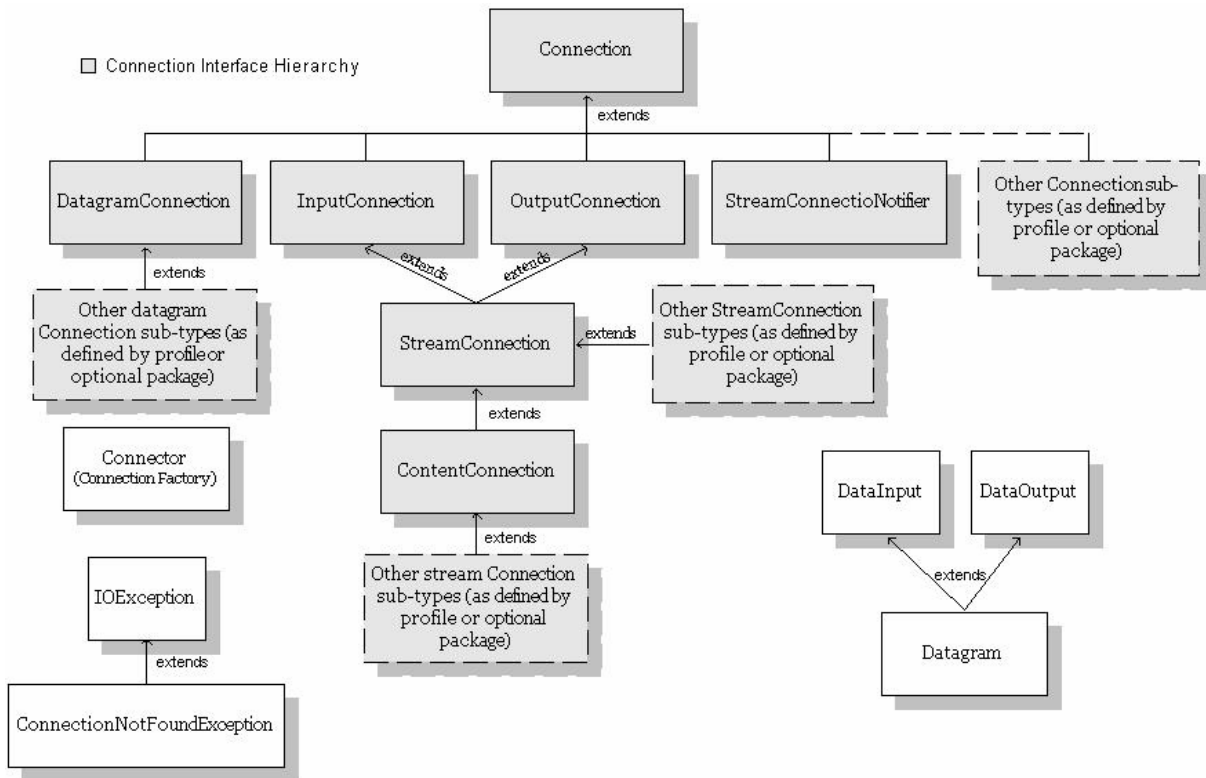 Connection
Connection Interface Hierarchy
extends
DatagramConnection
InputConnection
OutputConnection
StreamConnectioNotifier
Other Connection sub-
types (as defined by
profile or optional
package)
extends
extends
extends
Other datagram
Connection sub-types (as
defined by profile or
optional package)
StreamConnection
extends
Other StreamConnection
sub-types (as defined by
profile or optional
package)
extends
Connector
(Connection Factory)
ContentConnection
DataInput
DataOutput
extends
extends
IOException
Other stream Connection
sub-types (as defined by
profile or optional
package)
Datagram
extends
ConnectionNotFoundException